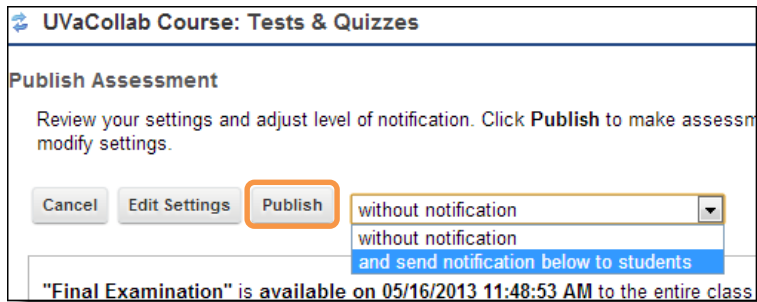 UVaCollab Course: Tests & Quizzes
Publish Assessment
Review your settings and adjust level of notification. Click Publish to make
modify settings.
Cancel Edit Settings Publish without notification
without notification
and send notification below to students
"Final Examination" is available on 05/16/2013 11:48:53 AM to the entire class